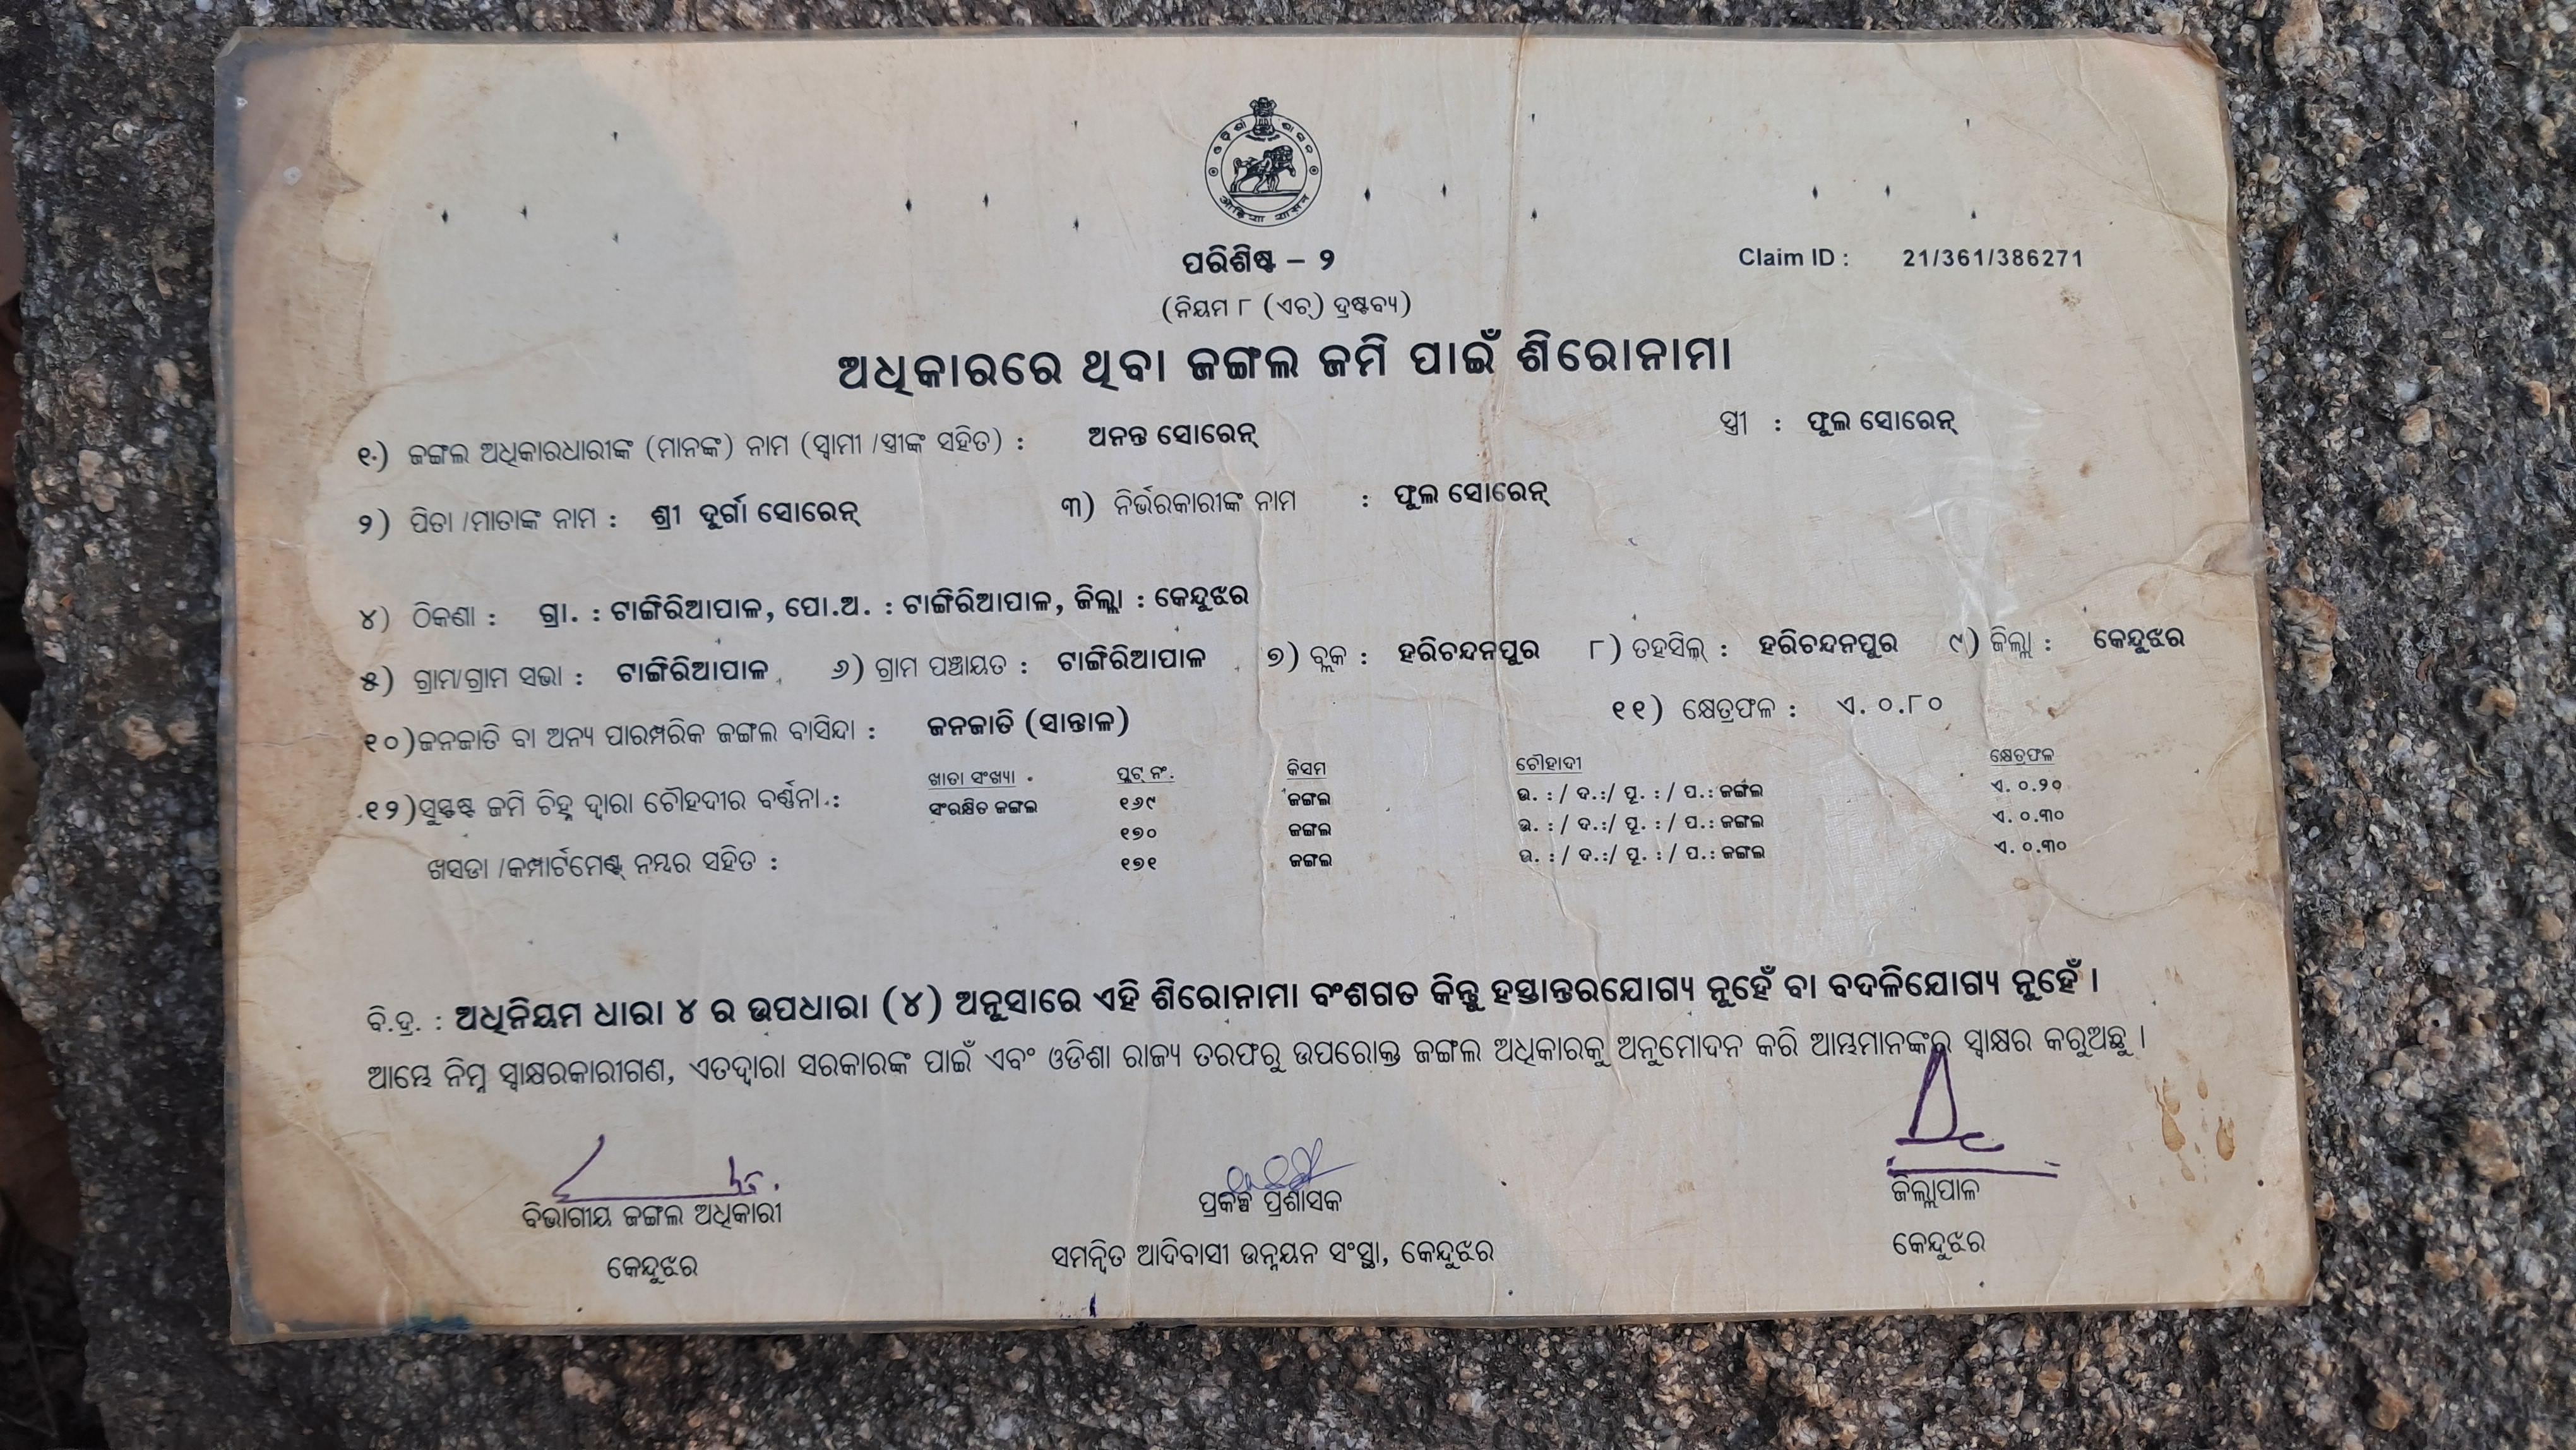 ଓଡ଼ିଶା ଶାସନ
ओड़िशा शासन
ପରିଶିଷ୍ଟ – ୨
Claim ID : 21/361/386271
(ନିୟମ ୮ (ଏଚ୍) ଦ୍ରଷ୍ଟବ୍ୟ)
ଅଧିକାରରେ ଥିବା ଜଙ୍ଗଲ ଜମି ପାଇଁ ଶିରୋନାମା
୧.) ଜଙ୍ଗଲ ଅଧିକାରଧାରୀଙ୍କ (ମାନଙ୍କ) ନାମ (ସ୍ୱାମୀ /ସ୍ତ୍ରୀଙ୍କ ସହିତ) : ଅନନ୍ତ ସୋରେନ୍ ସ୍ତ୍ରୀ : ଫୁଲ ସୋରେନ୍
୨) ପିତା /ମାତାଙ୍କ ନାମ : ଶ୍ରୀ ଦୁର୍ଗା ସୋରେନ୍ ୩) ନିର୍ଭରକାରୀଙ୍କ ନାମ : ଫୁଲ ସୋରେନ୍
୪) ଠିକଣା : ଗ୍ରା. : ଟାଙ୍ଗିରିଆପାଳ, ପୋ.ଅ. : ଟାଙ୍ଗିରିଆପାଳ, ଜିଲ୍ଲା : କେନ୍ଦୁଝର
୫) ଗ୍ରାମ/ଗ୍ରାମ ସଭା : ଟାଙ୍ଗିରିଆପାଳ ୬) ଗ୍ରାମ ପଞ୍ଚାୟତ : ଟାଙ୍ଗିରିଆପାଳ ୭) ବ୍ଲକ : ହରିଚନ୍ଦନପୁର ୮) ତହସିଲ୍ : ହରିଚନ୍ଦନପୁର ୯) ଜିଲ୍ଲା : କେନ୍ଦୁଝର
୧୦)ଜନଜାତି ବା ଅନ୍ୟ ପାରମ୍ପରିକ ଜଙ୍ଗଲ ବାସିନ୍ଦା : ଜନଜାତି (ସାନ୍ତାଳ) ୧୧) କ୍ଷେତ୍ରଫଳ : ଏ. ୦.୮୦
ଖାତା ସଂଖ୍ୟା ପ୍ଲଟ୍ ନଂ. କିସମ ଚୌହାଦୀ କ୍ଷେତ୍ରଫଳ
୧୨)ସୁସ୍ପଷ୍ଟ ଜମି ଚିହ୍ନ ଦ୍ୱାରା ଚୌହଦୀର ବର୍ଣ୍ଣନା : ସଂରକ୍ଷିତ ଜଙ୍ଗଲ ୧୬୯ ଜଙ୍ଗଲ ଉ. : / ଦ.:/ ପୂ. : / ପ.: ଜଙ୍ଗଲ ଏ. ୦.୨୦
୧୭୦ ଜଙ୍ଗଲ ଉ. : / ଦ.:/ ପୂ. : / ପ.: ଜଙ୍ଗଲ ଏ. ୦.୩୦
ଖସଡା /କମ୍ପାର୍ଟମେଣ୍ଟ୍ ନମ୍ବର ସହିତ : ୧୭୧ ଜଙ୍ଗଲ ଉ. : / ଦ.:/ ପୂ. : / ପ.: ଜଙ୍ଗଲ ଏ. ୦.୩୦
ବି.ଦ୍ର. : ଅଧିନିୟମ ଧାରା ୪ ର ଉପଧାରା (୪) ଅନୁସାରେ ଏହି ଶିରୋନାମା ବଂଶଗତ କିନ୍ତୁ ହସ୍ତାନ୍ତରଯୋଗ୍ୟ ନୁହେଁ ବା ବଦଳିଯୋଗ୍ୟ ନୁହେଁ ।
ଆମ୍ଭେ ନିମ୍ନ ସ୍ୱାକ୍ଷରକାରୀଗଣ, ଏତଦ୍ୱାରା ସରକାରଙ୍କ ପାଇଁ ଏବଂ ଓଡିଶା ରାଜ୍ୟ ତରଫରୁ ଉପରୋକ୍ତ ଜଙ୍ଗଲ ଅଧିକାରକୁ ଅନୁମୋଦନ କରି ଆମ୍ଭମାନଙ୍କର ସ୍ୱାକ୍ଷର କରୁଅଛୁ ।
ବିଭାଗୀୟ ଜଙ୍ଗଲ ଅଧିକାରୀ ପ୍ରକଳ୍ପ ପ୍ରଶାସକ ଜିଲ୍ଲାପାଳ
କେନ୍ଦୁଝର ସମନ୍ୱିତ ଆଦିବାସୀ ଉନ୍ନୟନ ସଂସ୍ଥା, କେନ୍ଦୁଝର କେନ୍ଦୁଝର